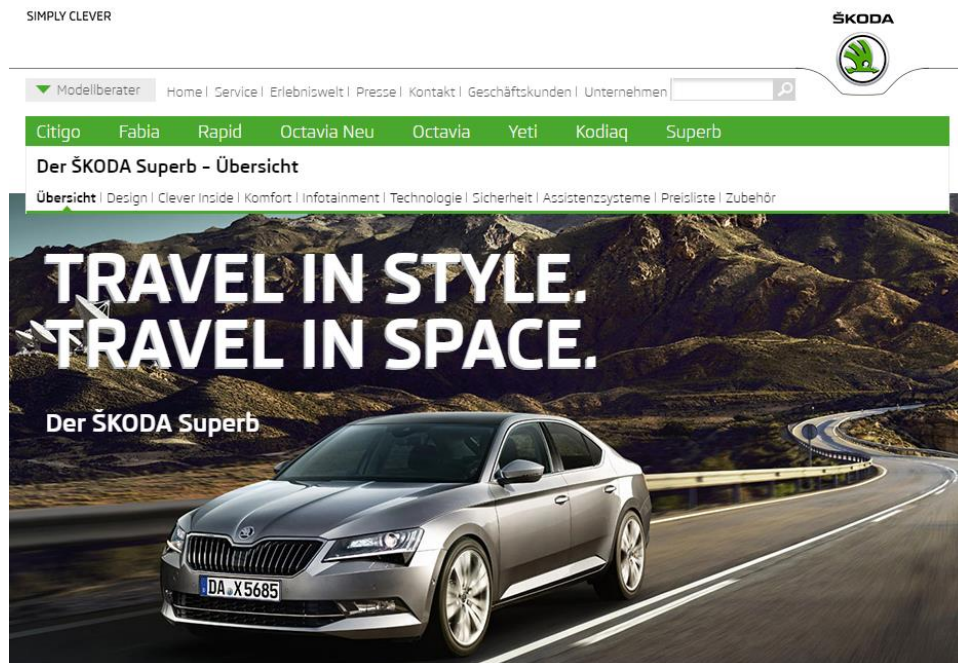 SIMPLY CLEVER
ŠKODA
Modellberater
Home | Service | Erlebniswelt | Presse | Kontakt | Geschäftskunden | Unternehmen
Citigo Fabia Rapid Octavia Neu Octavia Yeti Kodiaq Superb
Der ŠKODA Superb – Übersicht
Übersicht | Design | Clever Inside | Komfort | Infotainment | Technologie | Sicherheit | Assistenzsysteme | Preisliste | Zubehör
TRAVEL IN STYLE.
TRAVEL IN SPACE.
Der ŠKODA Superb
DA X 5685